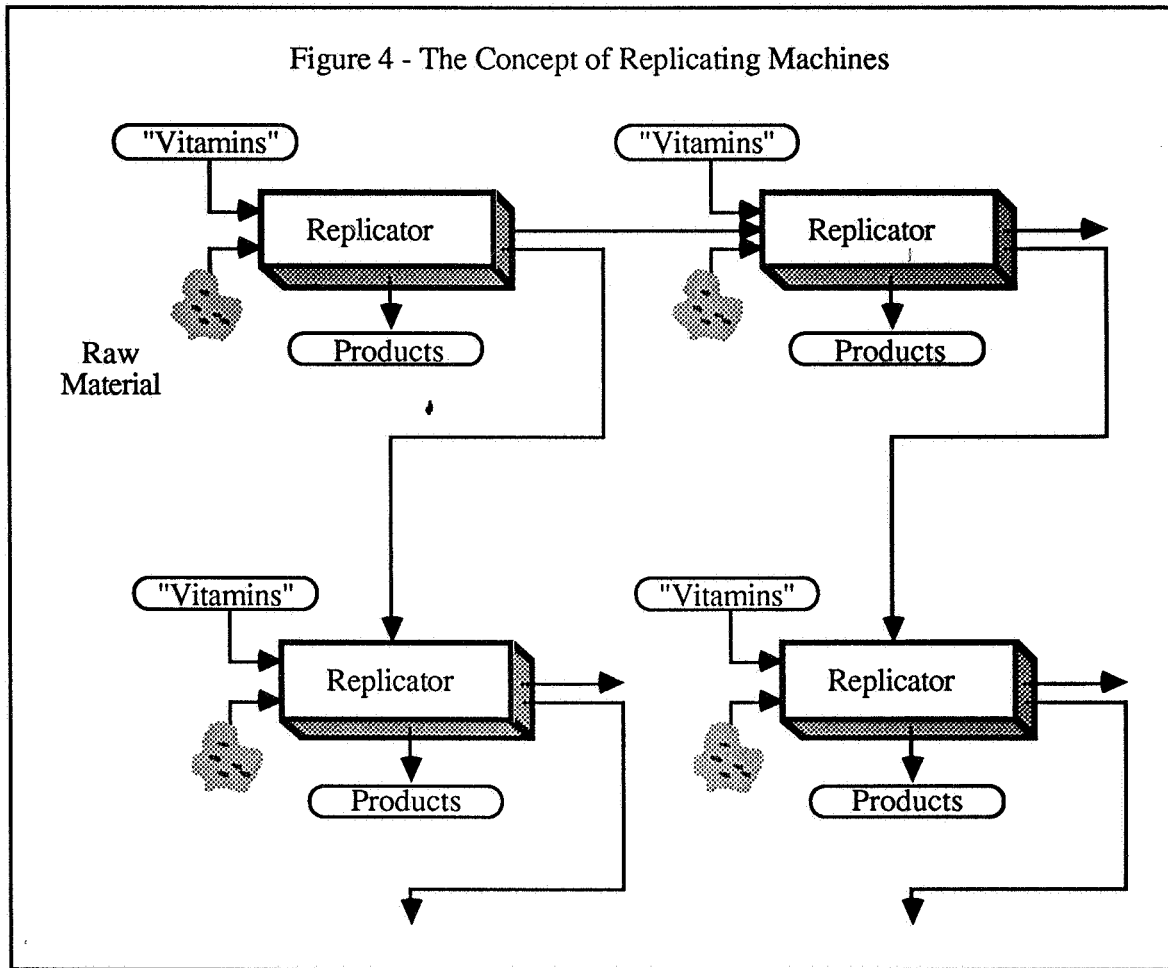 Figure 4 - The Concept of Replicating Machines
"Vitamins"
"Vitamins"
Replicator
Replicator
Products
Products
Raw
Material
"Vitamins"
"Vitamins"
Replicator
Replicator
Products
Products